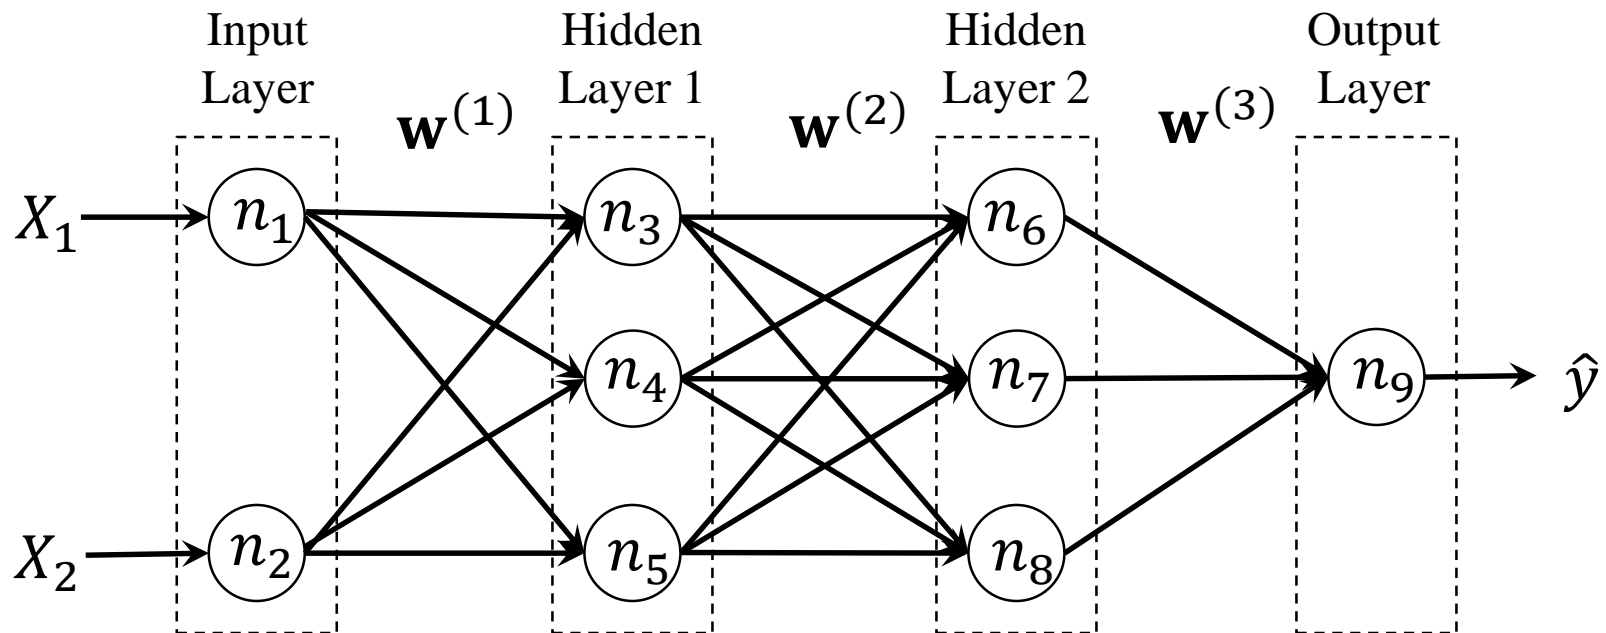 Input Layer
Hidden Layer 1
Hidden Layer 2
Output Layer
𝐰⁽¹⁾
𝐰⁽²⁾
𝐰⁽³⁾
X₁
n₁
n₃
n₆
n₄
n₇
n₉
ŷ
X₂
n₂
n₅
n₈